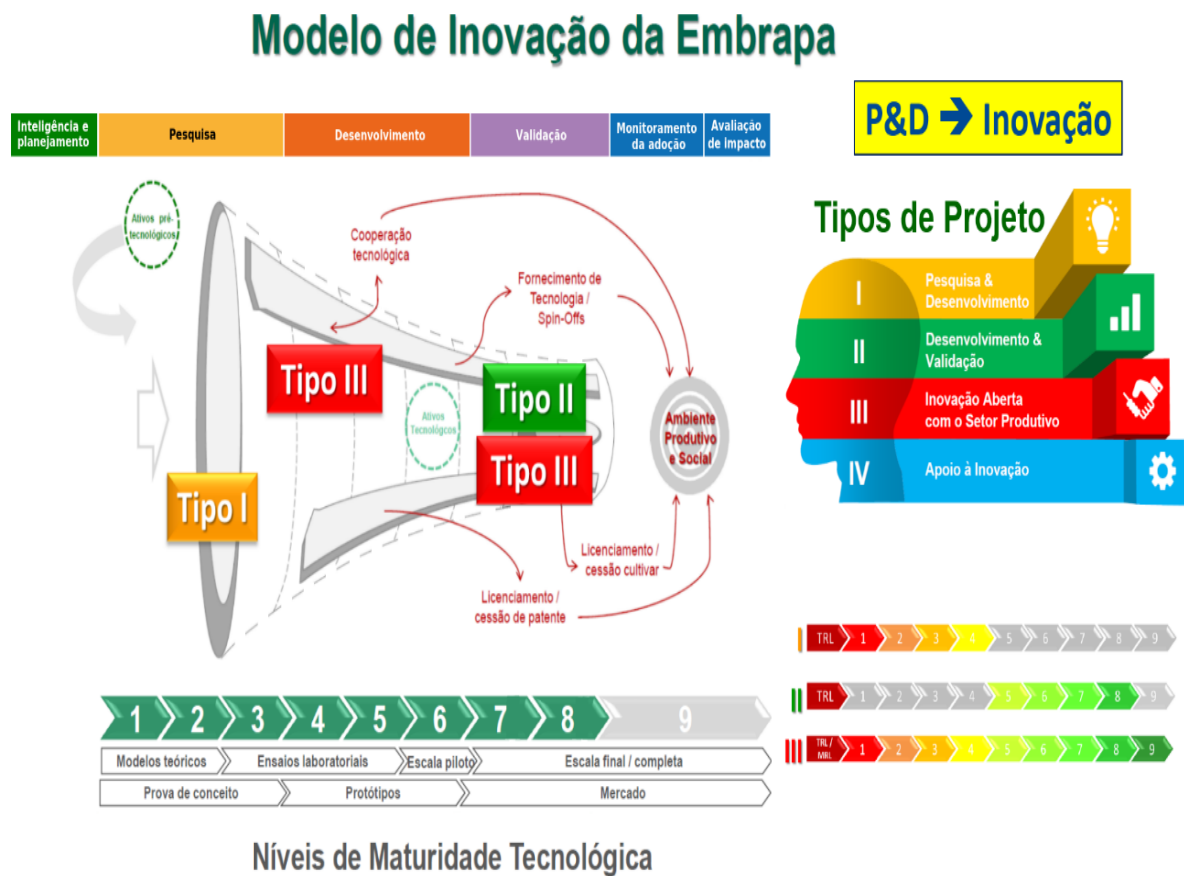 Modelo de Inovação da Embrapa
Inteligência e
planejamento
Pesquisa
Desenvolvimento
Validação
Monitoramento
da adoção
Avaliação
de impacto
P&D ➔ Inovação
Ativos pré-
tecnológicos
Cooperação
tecnológica
Fornecimento de
Tecnologia /
Spin-Offs
Tipo III
Ativos
Tecnológcos
Tipo II
Tipo III
Tipo I
Ambiente
Produtivo
e Social
Licenciamento /
cessão cultivar
Licenciamento /
cessão de patente
Tipos de Projeto
I
Pesquisa &
Desenvolvimento
II
Desenvolvimento &
Validação
III
Inovação Aberta
com o Setor Produtivo
IV
Apoio à Inovação
I TRL 1 2 3 4 5 6 7 8 9
II TRL 1 2 3 4 5 6 7 8 9
III TRL / MRL 1 2 3 4 5 6 7 8 9
1 2 3 4 5 6 7 8 9
Modelos teóricos Ensaios laboratoriais Escala piloto Escala final / completa
Prova de conceito Protótipos Mercado
Níveis de Maturidade Tecnológica